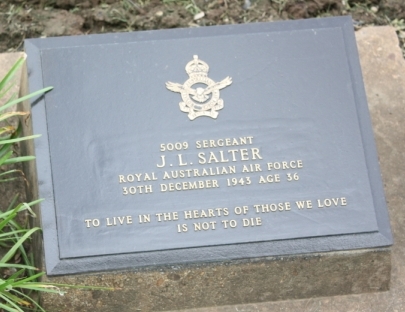 5009 SERGEANT
J. L. SALTER
ROYAL AUSTRALIAN AIR FORCE
30TH DECEMBER 1943 AGE 36
TO LIVE IN THE HEARTS OF THOSE WE LOVE
IS NOT TO DIE